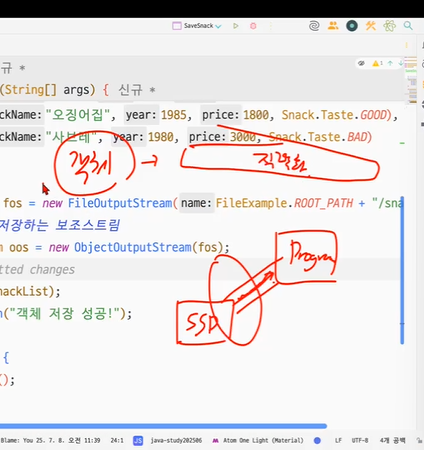 SaveSnack
규 *
(String[] args) { 신규 *
ckName: "오징어집", year: 1985, price: 1800, Snack.Taste.GOOD),
ckName: "사브레", year: 1980, price: 3000, Snack.Taste.BAD)
객체 → 직렬화
fos = new FileOutputStream( name: FileExample.ROOT_PATH + "/sna
저장하는 보조스트림
m oos = new ObjectOutputStream(fos);
Program
tted changes
nackList);
SSD
n("객체 저장 성공!");
{
();
Blame: You 25. 7. 8. 오전 11:39 24:1 JS java-study202506 Atom One Light (Material) LF UTF-8 4개 공백